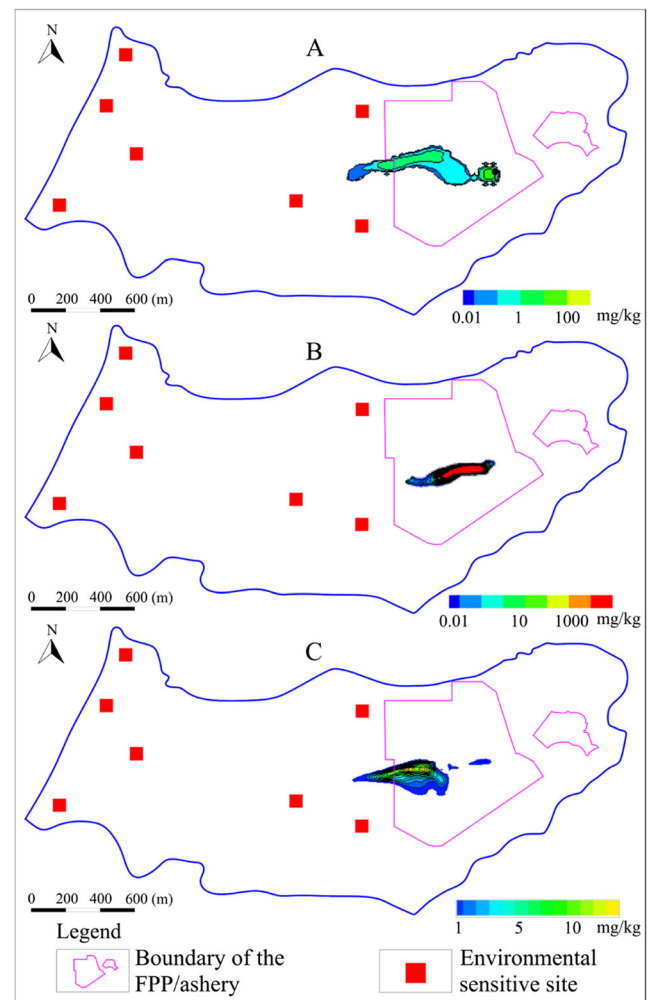 N
A
0 200 400 600 (m)
0.01 1 100 mg/kg
N
B
0 200 400 600 (m)
0.01 10 1000 mg/kg
N
C
0 200 400 600 (m)
1 5 10
mg/kg
Legend
Boundary of the
FPP/ashery
Environmental
sensitive site